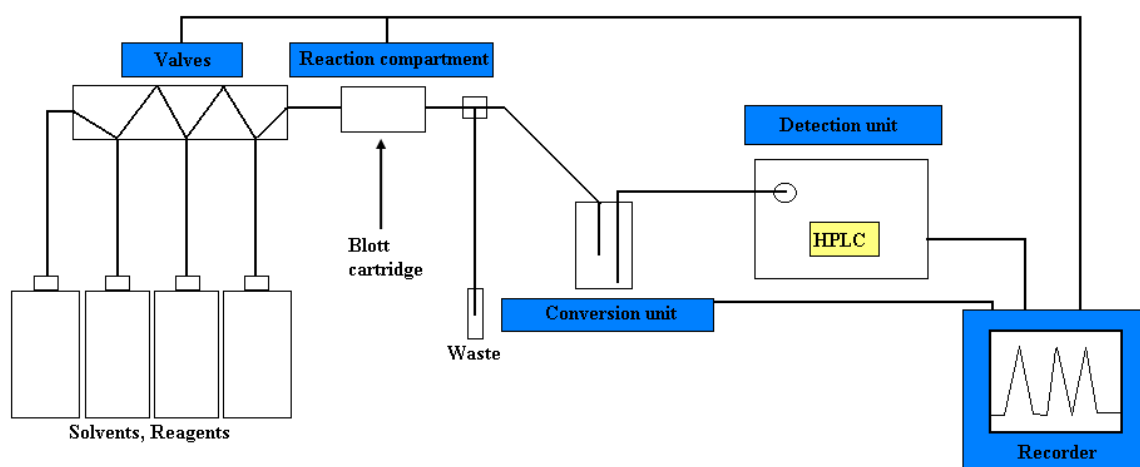 Valves
Reaction compartment
Detection unit
HPLC
Blott
cartridge
Conversion unit
Waste
Solvents, Reagents
Recorder